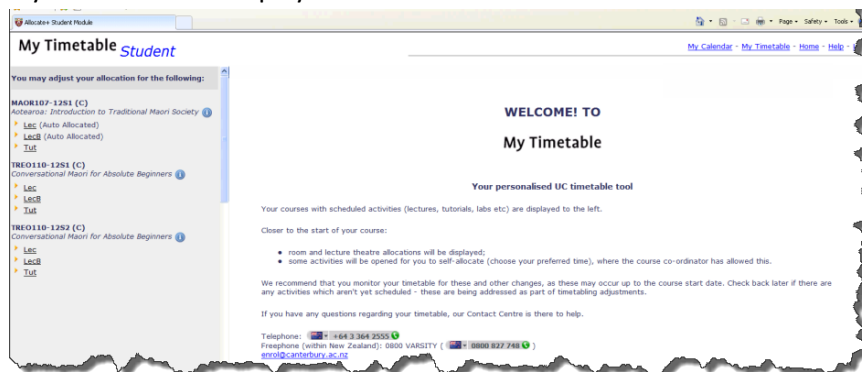 Allocate+ Student Module
Page Safety Tools
My Timetable Student
My Calendar - My Timetable - Home - Help -
You may adjust your allocation for the following:
MAOR107-12S1 (C)
Aotearoa: Introduction to Traditional Maori Society
Lec (Auto Allocated)
LecB (Auto Allocated)
Tut
TREO110-12S1 (C)
Conversational Maori for Absolute Beginners
Lec
LecB
Tut
TREO110-12S2 (C)
Conversational Maori for Absolute Beginners
Lec
LecB
Tut
WELCOME! TO
My Timetable
Your personalised UC timetable tool
Your courses with scheduled activities (lectures, tutorials, labs etc) are displayed to the left.
Closer to the start of your course:
• room and lecture theatre allocations will be displayed;
• some activities will be opened for you to self-allocate (choose your preferred time), where the course co-ordinator has allowed this.
We recommend that you monitor your timetable for these and other changes, as these may occur up to the course start date. Check back later if there are
any activities which aren't yet scheduled - these are being addressed as part of timetabling adjustments.
If you have any questions regarding your timetable, our Contact Centre is there to help.
Telephone: +64 3 364 2555
Freephone (within New Zealand): 0800 VARSITY ( 0800 827 748 )
enrol@canterbury.ac.nz